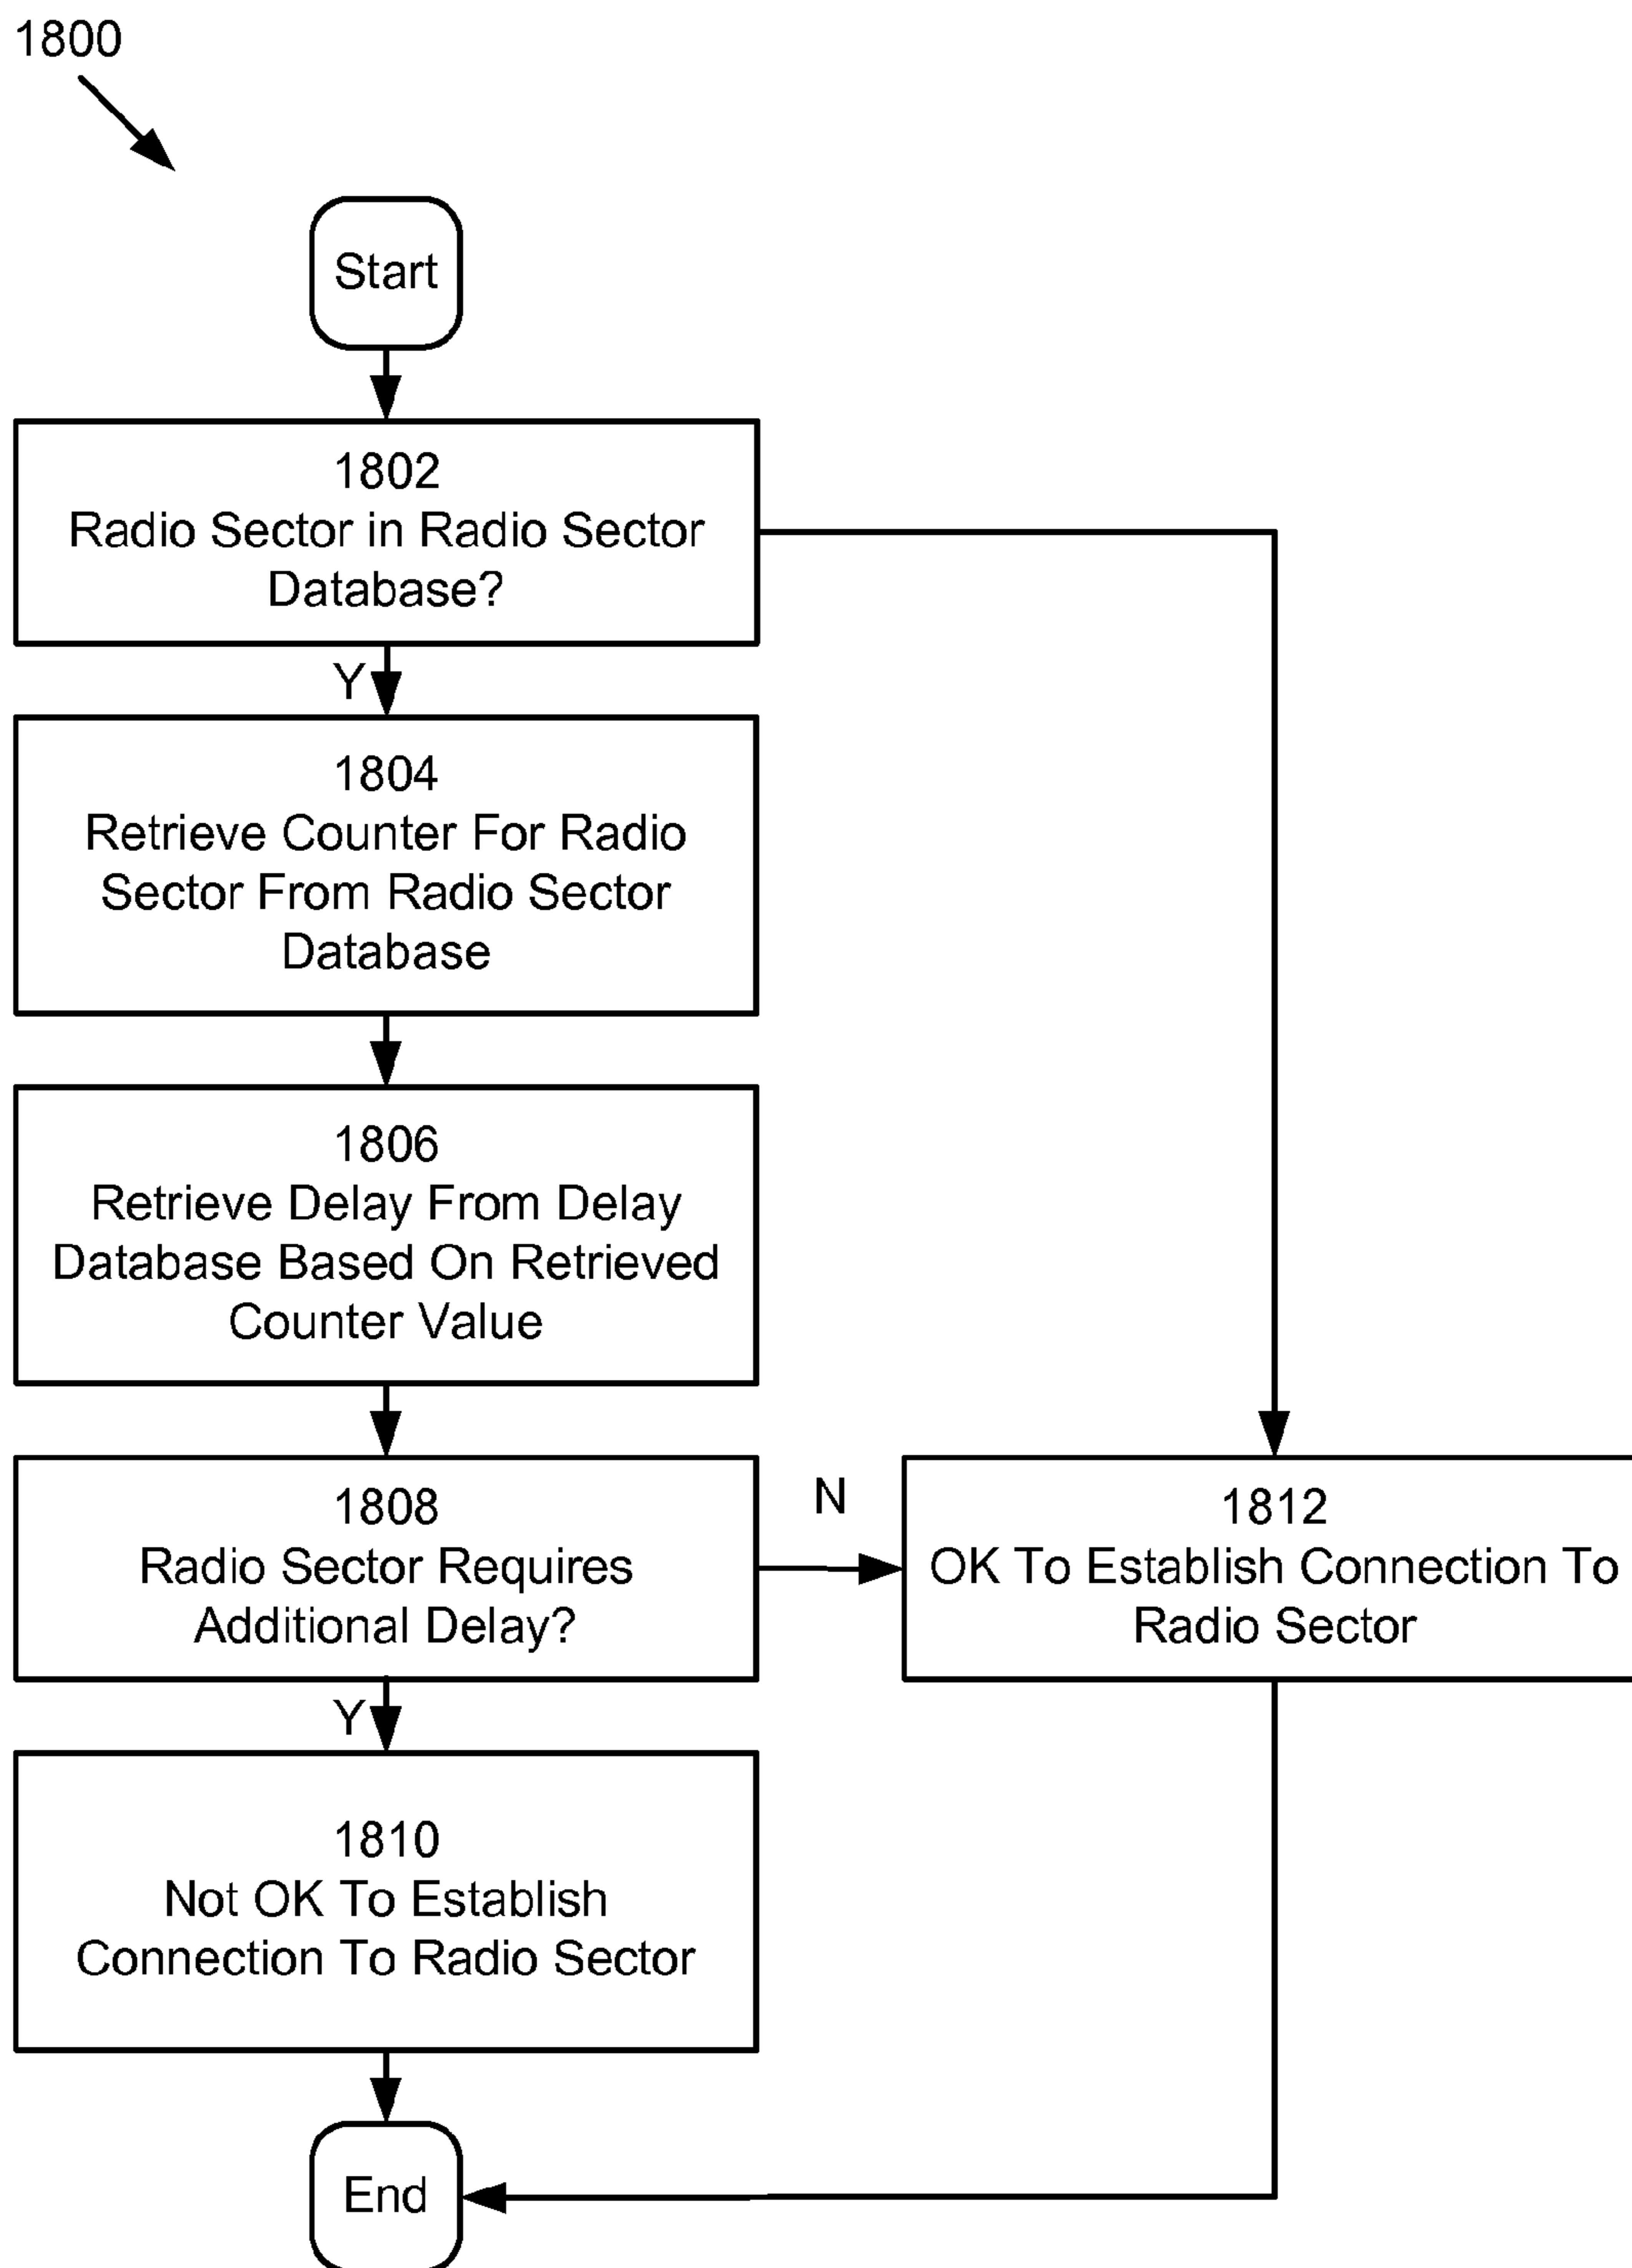 1800
Start
1802
Radio Sector in Radio Sector
Database?
Y
1804
Retrieve Counter For Radio
Sector From Radio Sector
Database
1806
Retrieve Delay From Delay
Database Based On Retrieved
Counter Value
1808
Radio Sector Requires
Additional Delay?
N
1812
OK To Establish Connection To
Radio Sector
Y
1810
Not OK To Establish
Connection To Radio Sector
End